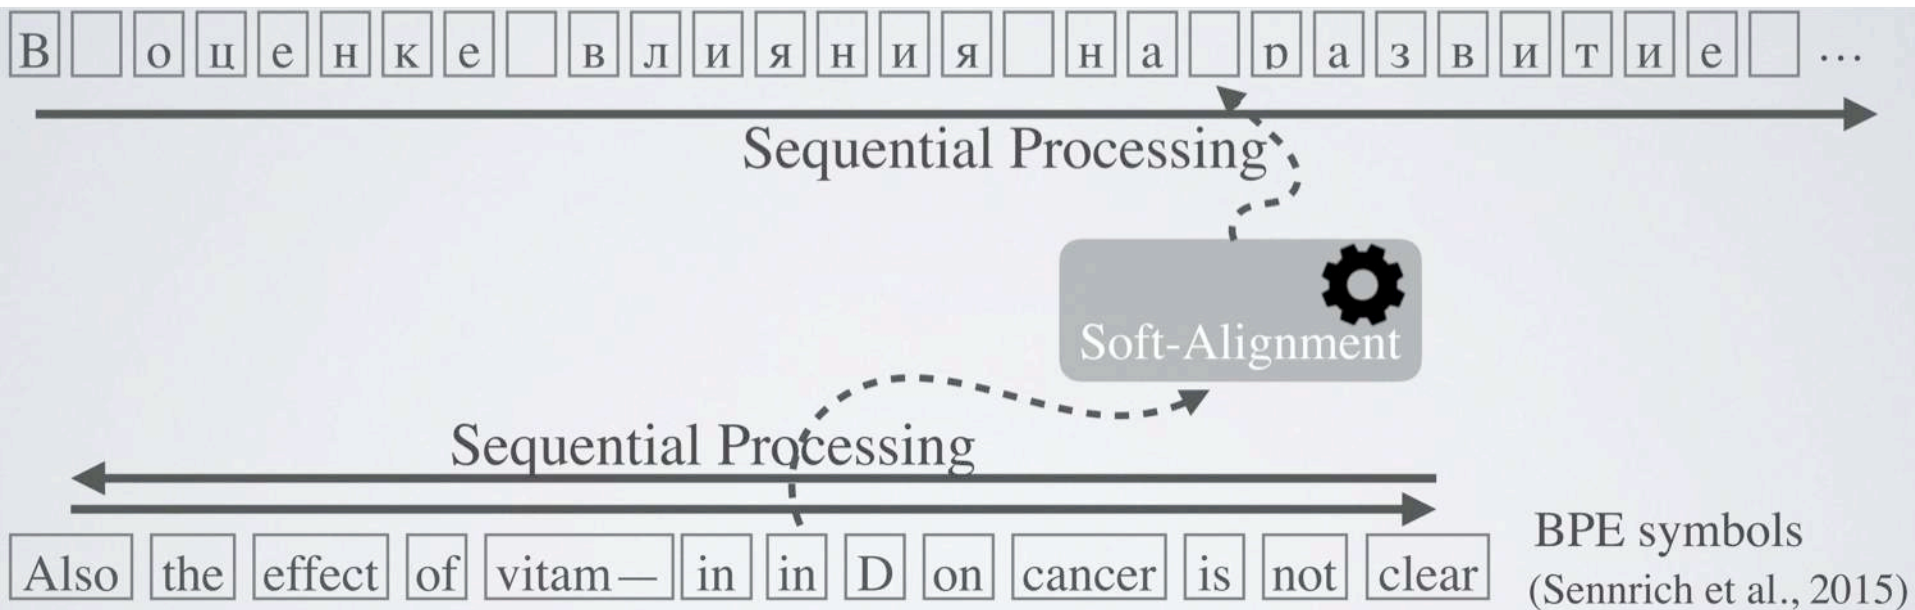 В оценке влияния на развитие ...
Sequential Processing
Soft-Alignment
Sequential Processing
Also the effect of vitam— in in D on cancer is not clear
BPE symbols
(Sennrich et al., 2015)